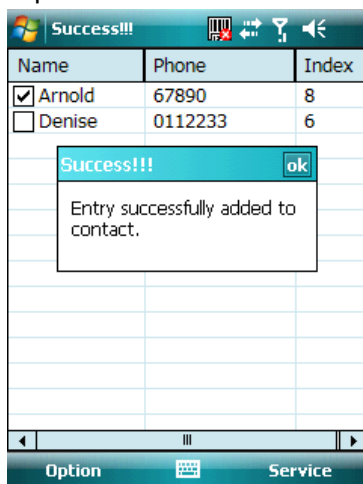 Success!!!
Name Phone Index
Arnold 67890 8
Denise 0112233 6
Success!!! ok
Entry successfully added to
contact.
Option Service